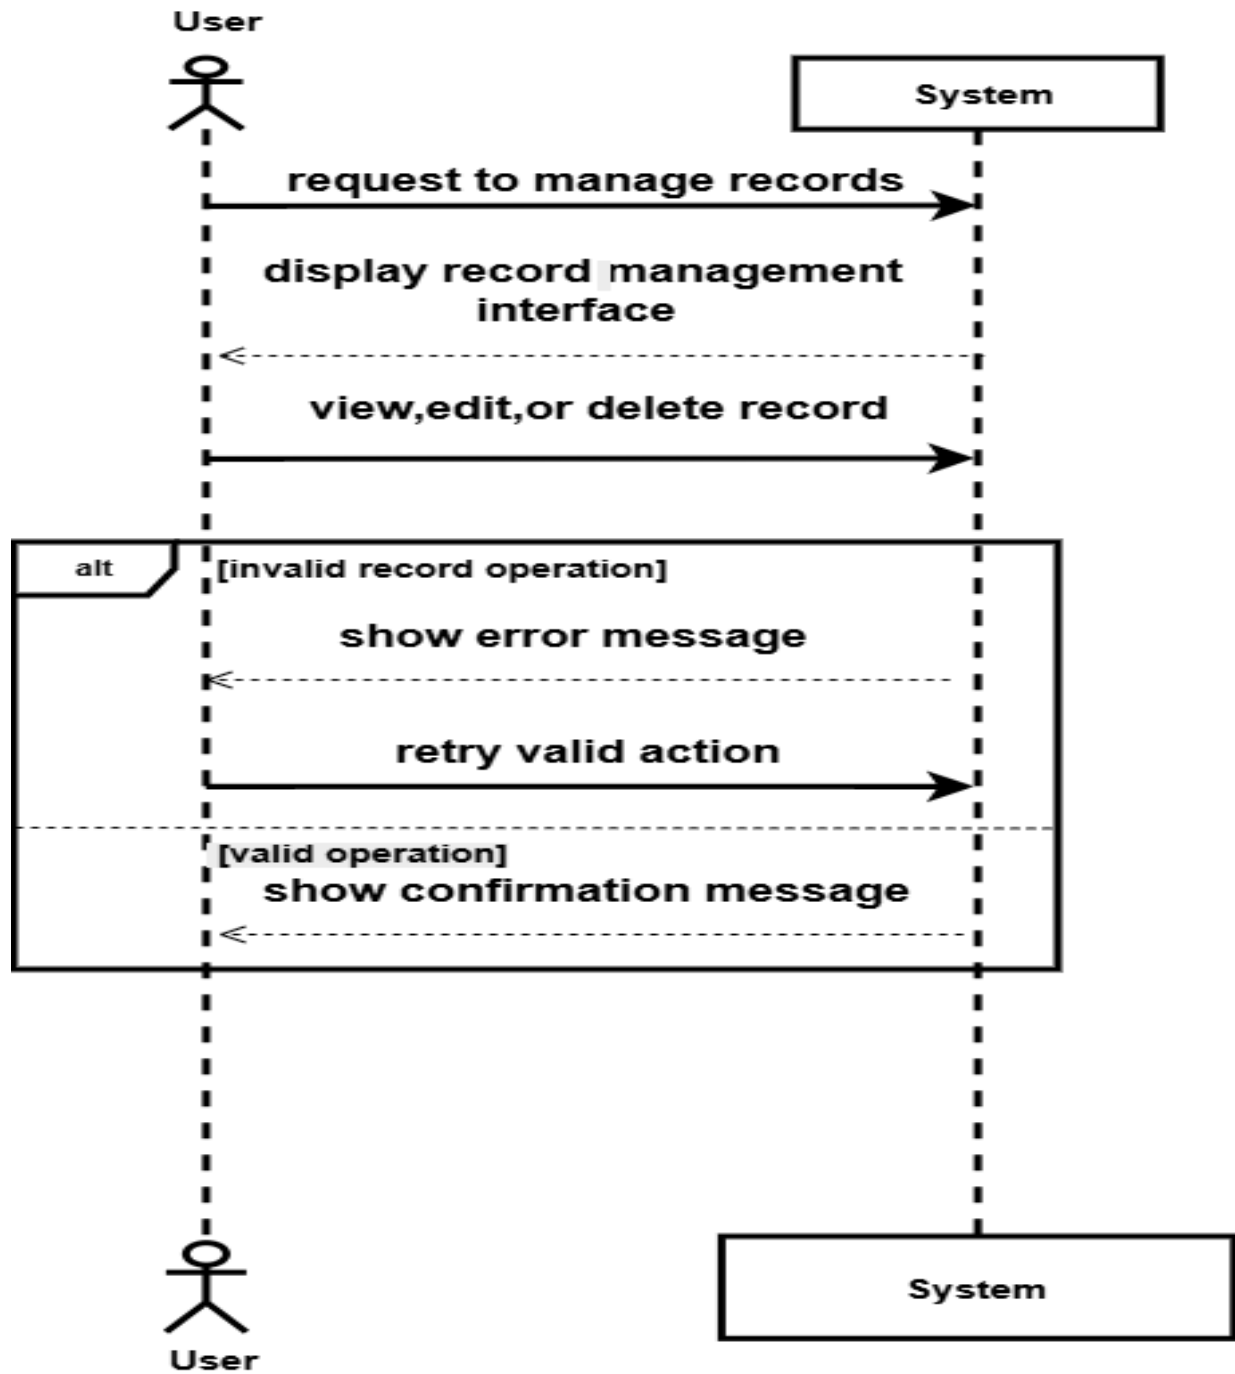 User
System
request to manage records
display record management
interface
view,edit,or delete record
alt
[invalid record operation]
show error message
retry valid action
[valid operation]
show confirmation message
System
User